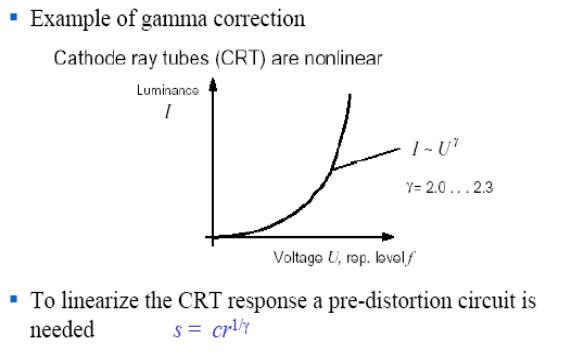 ▪ Example of gamma correction
Cathode ray tubes (CRT) are nonlinear
Luminance
I
I ~ U^γ
γ= 2.0 . . . 2.3
Voltage U, rep. level f
▪ To linearize the CRT response a pre-distortion circuit is
needed s = cr^1/γ